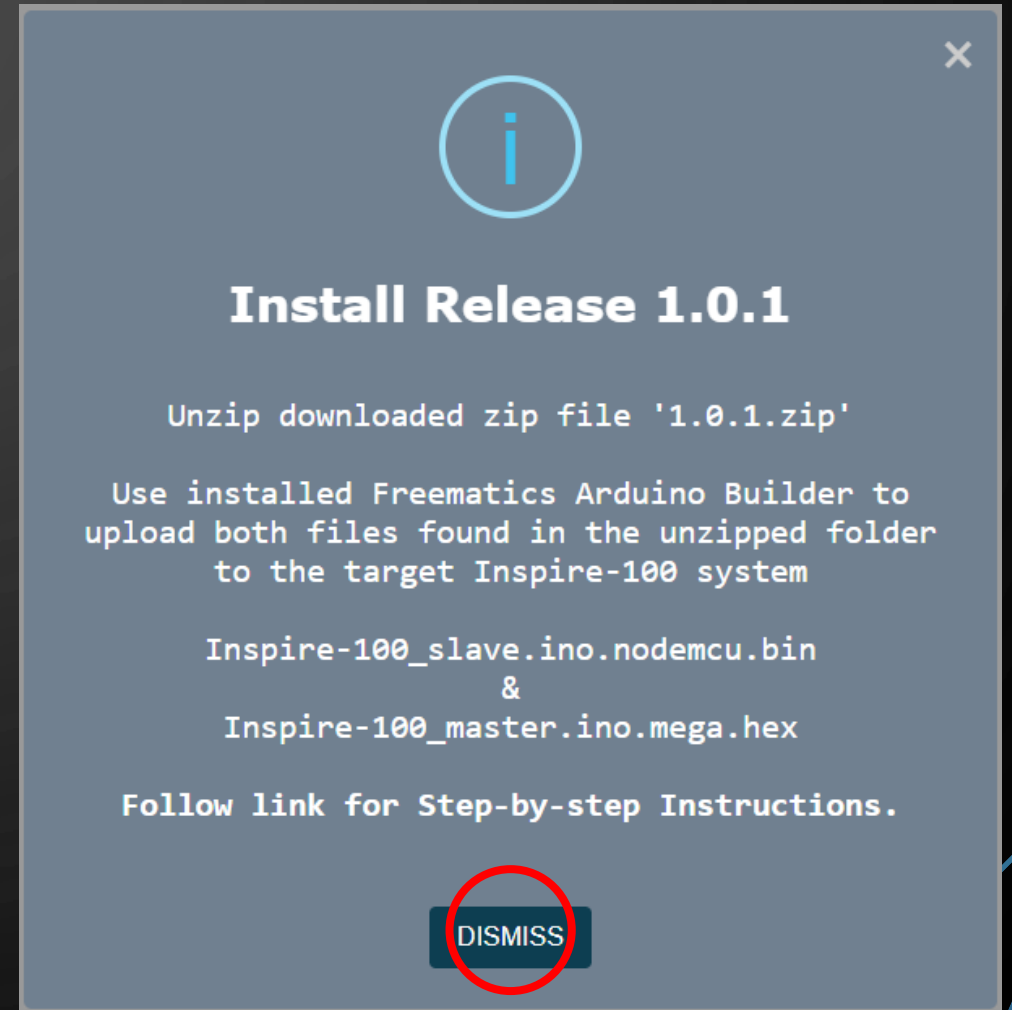 i
Install Release 1.0.1
Unzip downloaded zip file '1.0.1.zip'
Use installed Freematics Arduino Builder to
upload both files found in the unzipped folder
to the target Inspire-100 system
Inspire-100_slave.ino.nodemcu.bin
&
Inspire-100_master.ino.mega.hex
Follow link for Step-by-step Instructions.
DISMISS